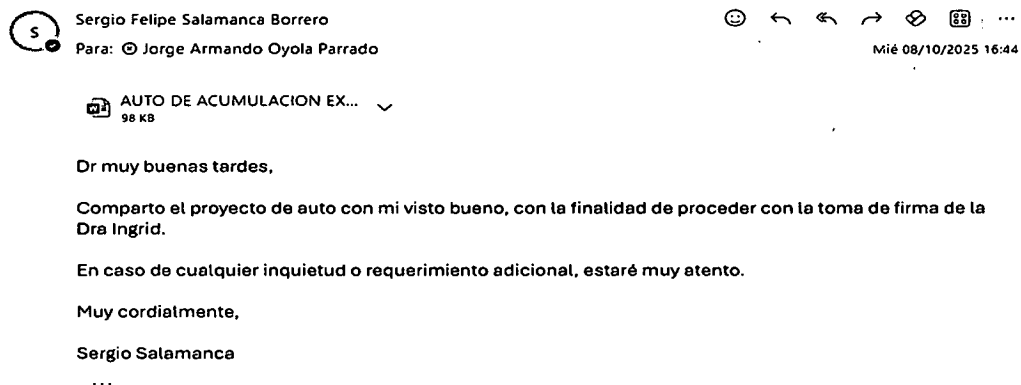 S
Sergio Felipe Salamanca Borrero
Para: Jorge Armando Oyola Parrado
Mié 08/10/2025 16:44
AUTO DE ACUMULACION EX...
98 KB
Dr muy buenas tardes,
Comparto el proyecto de auto con mi visto bueno, con la finalidad de proceder con la toma de firma de la
Dra Ingrid.
En caso de cualquier inquietud o requerimiento adicional, estaré muy atento.
Muy cordialmente,
Sergio Salamanca
...